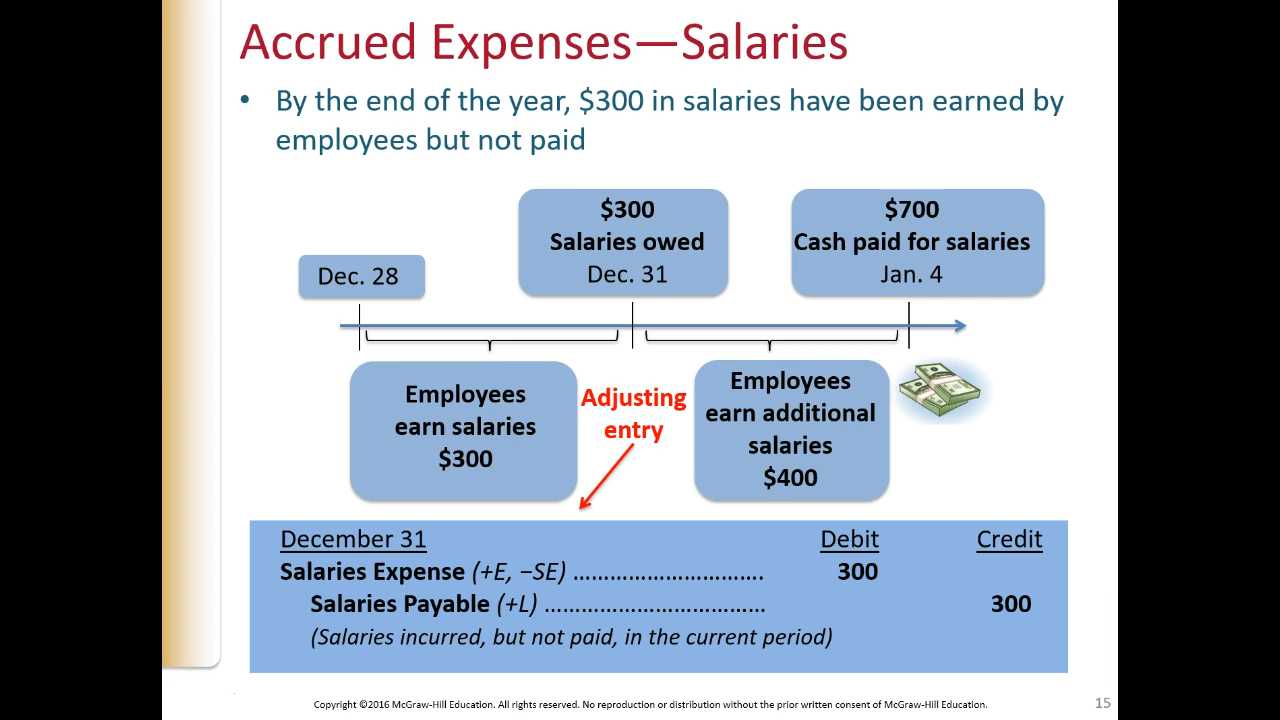 Accrued Expenses—Salaries
• By the end of the year, $300 in salaries have been earned by
employees but not paid
Dec. 28
$300
Salaries owed
Dec. 31
$700
Cash paid for salaries
Jan. 4
Employees
earn salaries
$300
Adjusting
entry
Employees
earn additional
salaries
$400
December 31 Debit Credit
Salaries Expense (+E, −SE) ............................. 300
Salaries Payable (+L) .................................... 300
(Salaries incurred, but not paid, in the current period)
Copyright ©2016 McGraw-Hill Education. All rights reserved. No reproduction or distribution without the prior written consent of McGraw-Hill Education.
15